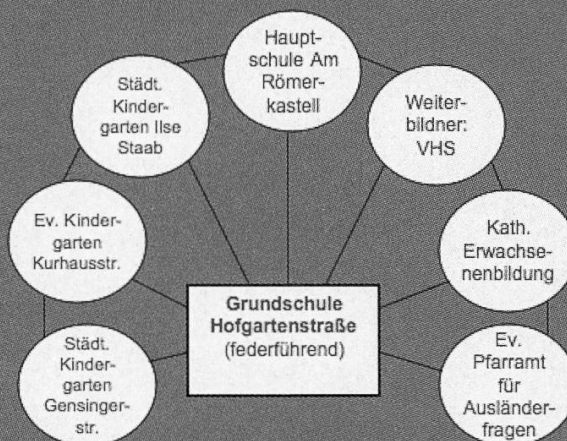 Haupt-
schule Am
Römer-
kastell
Städt.
Kinder-
garten Ilse
Staab
Weiter-
bildner:
VHS
Ev. Kinder-
garten
Kurhausstr.
Kath.
Erwachse-
nenbildung
Grundschule
Hofgartenstraße
(federführend)
Städt.
Kinder-
garten
Gensinger-
str.
Ev.
Pfarramt
für
Ausländer-
fragen